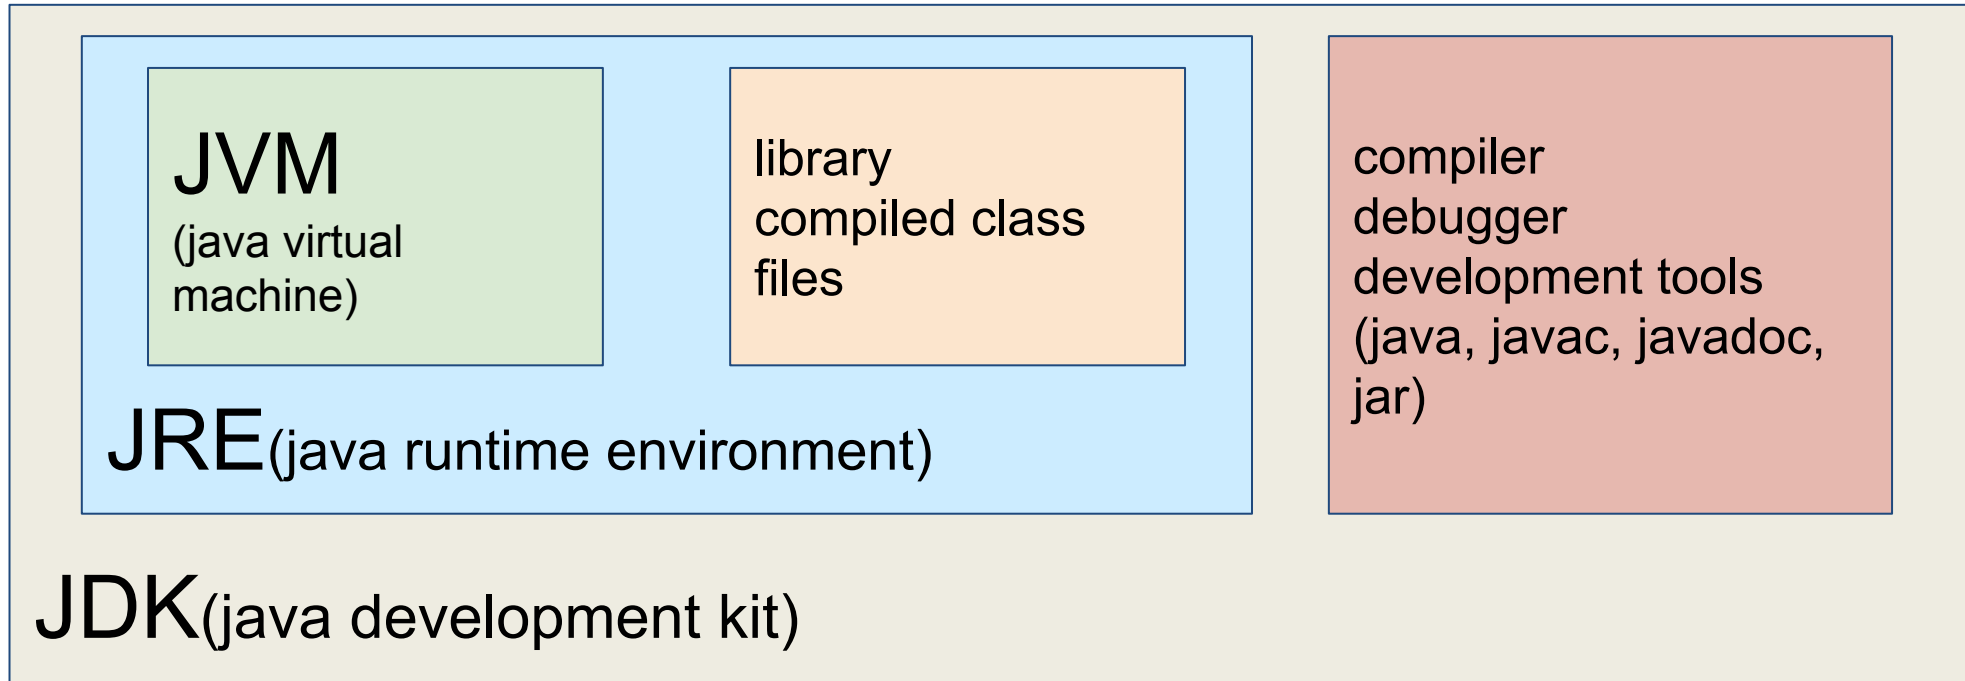 JVM
(java virtual
machine)
library
compiled class
files
JRE(java runtime environment)
compiler
debugger
development tools
(java, javac, javadoc,
jar)
JDK(java development kit)